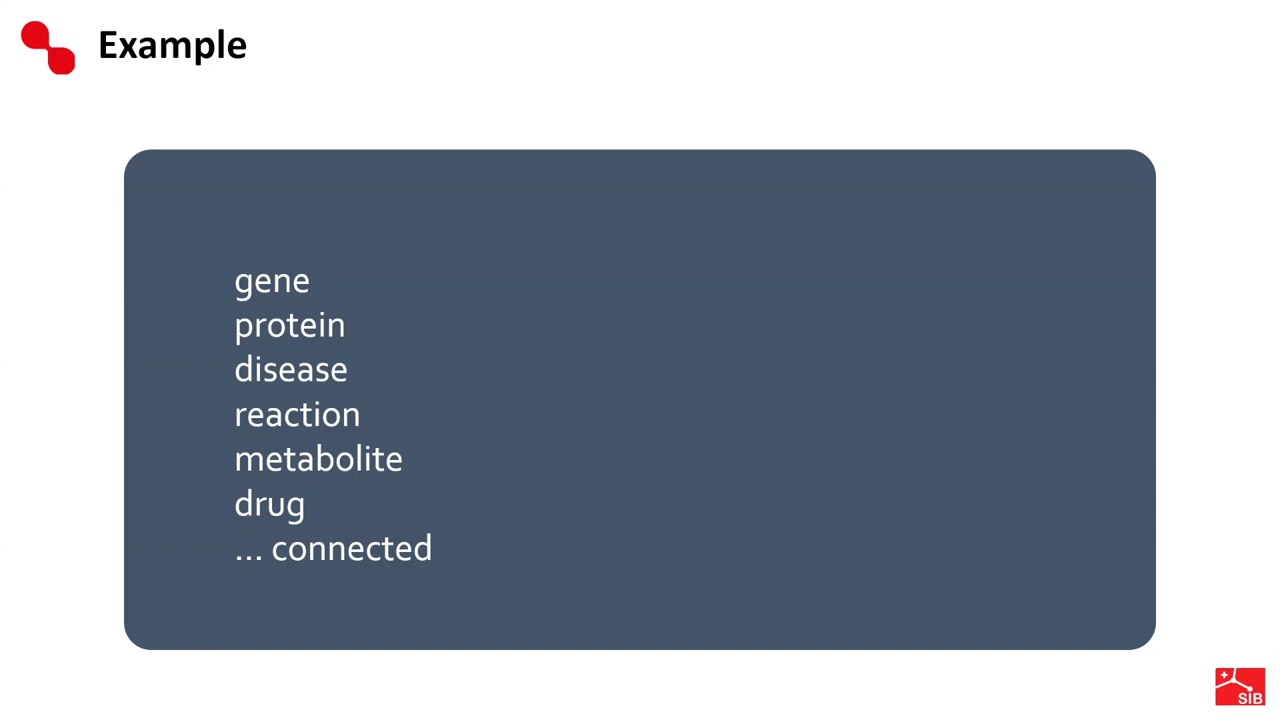 Example
gene
protein
disease
reaction
metabolite
drug
... connected
SIB